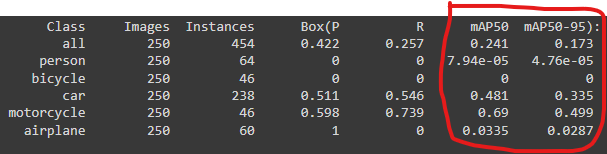 Class Images Instances Box(P R mAP50 mAP50-95):
all 250 454 0.422 0.257 0.241 0.173
person 250 64 0 0 7.94e-05 4.76e-05
bicycle 250 46 0 0 0 0
car 250 238 0.511 0.546 0.481 0.335
motorcycle 250 46 0.598 0.739 0.69 0.499
airplane 250 60 1 0 0.0335 0.0287